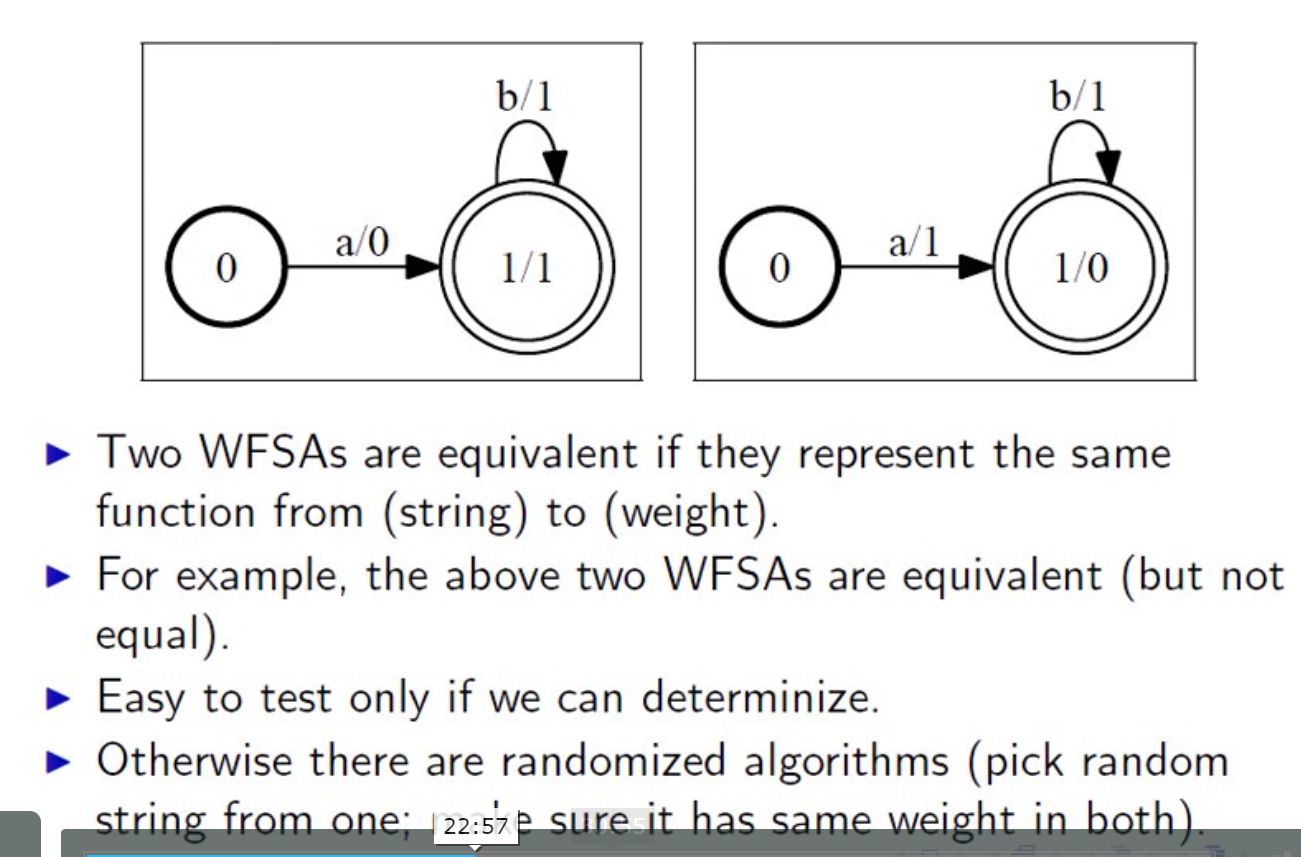 b/1 b/1
0 a/0 1/1 0 a/1 1/0
Two WFSAs are equivalent if they represent the same
function from (string) to (weight).
For example, the above two WFSAs are equivalent (but not
equal).
Easy to test only if we can determinize.
Otherwise there are randomized algorithms (pick random
string from one; make sure it has same weight in both).
22:57